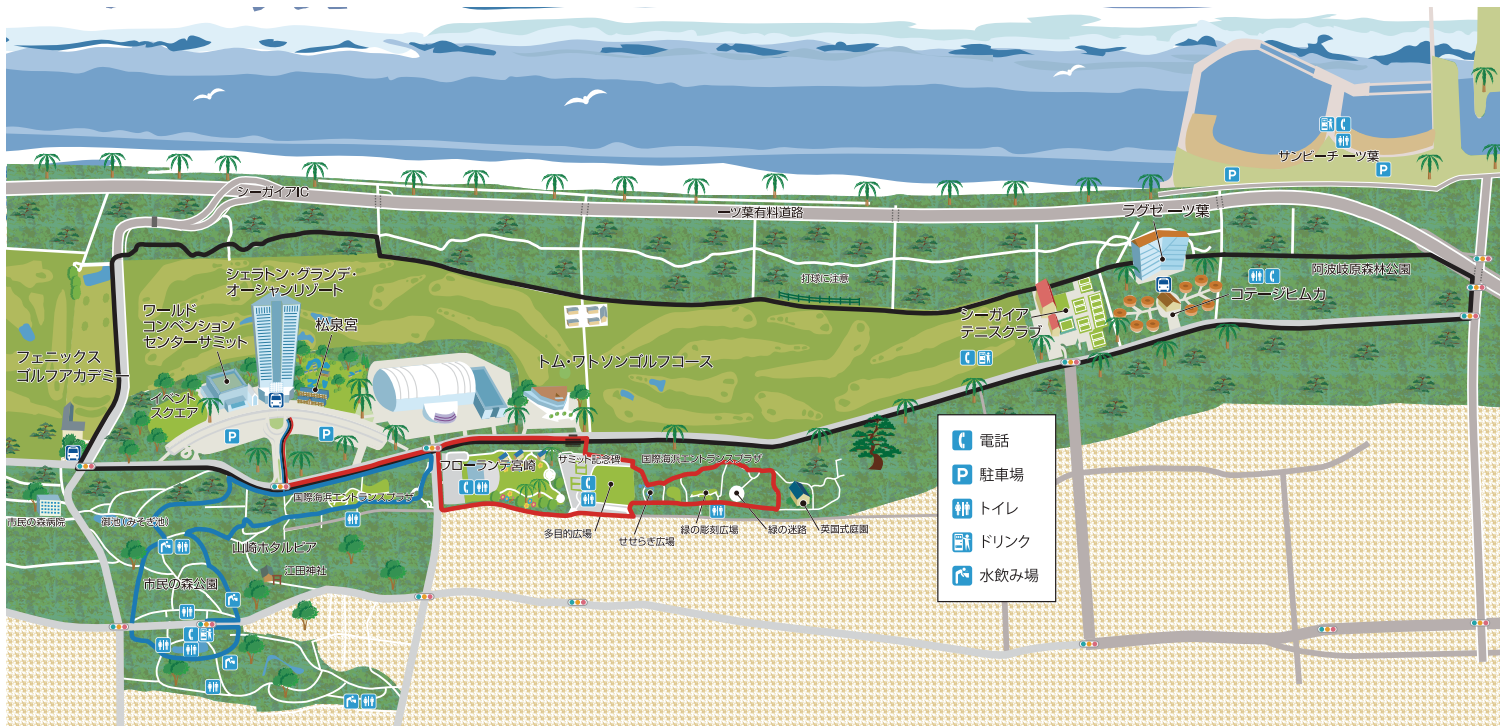 サンビーチ一ツ葉
P
P
シーガイアIC
一ツ葉有料道路
ラグゼ一ツ葉
阿波岐原森林公園
打球に注意
シェラトン・グランデ・
オーシャンリゾート
コテージヒムカ
ワールド
コンベンション
センターサミット
松泉宮
シーガイア
テニスクラブ
フェニックス
ゴルフアカデミー
トム・ワトソンゴルフコース
イベント
スクエア
P
P
フローランテ宮崎
サミット記念碑
国際海浜エントランスプラザ
国際海浜エントランスプラザ
市民の森病院
御池(みそぎ池)
多目的広場
せせらぎ広場
緑の彫刻広場
緑の迷路
英国式庭園
山崎ホタルピア
江田神社
市民の森公園
電話
P 駐車場
トイレ
ドリンク
水飲み場